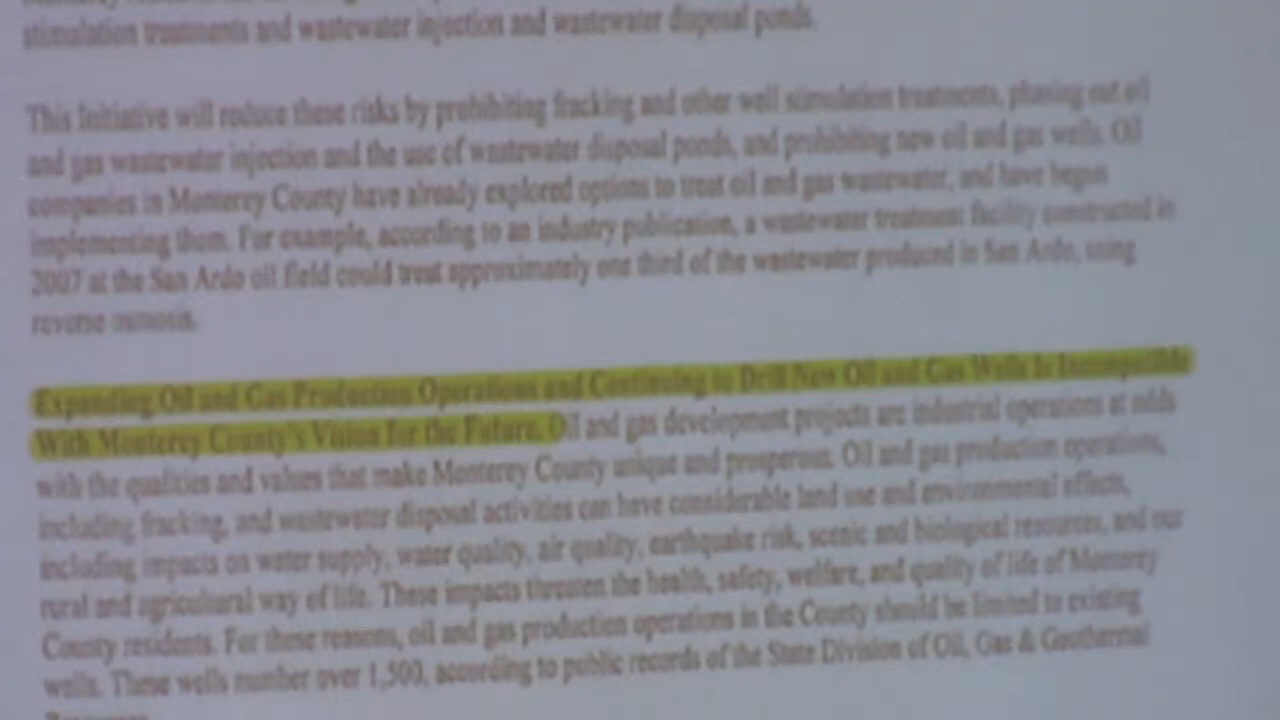 stimulation treatments and wastewater injection and wastewater disposal ponds.
This Initiative will reduce these risks by prohibiting fracking and other well stimulation treatments, phasing out oil
and gas wastewater injection and the use of wastewater disposal ponds, and prohibiting new oil and gas wells. Oil
companies in Monterey County have already explored options to treat oil and gas wastewater, and have begun
implementing them. For example, according to an industry publication, a wastewater treatment facility constructed in
2007 at the San Ardo oil field could treat approximately one third of the wastewater produced in San Ardo, using
reverse osmosis.
Expanding Oil and Gas Production Operations and Continuing to Drill New Oil and Gas Wells Is Incompatible
With Monterey County's Vision for the Future. Oil and gas development projects are industrial operations at odds
with the qualities and values that make Monterey County unique and prosperous. Oil and gas production operations,
including fracking, and wastewater disposal activities can have considerable land use and environmental effects,
including impacts on water supply, water quality, air quality, earthquake risk, scenic and biological resources, and our
rural and agricultural way of life. These impacts threaten the health, safety, welfare, and quality of life of Monterey
County residents. For these reasons, oil and gas production operations in the County should be limited to existing
wells. These wells number over 1,500, according to public records of the State Division of Oil, Gas & Geothermal